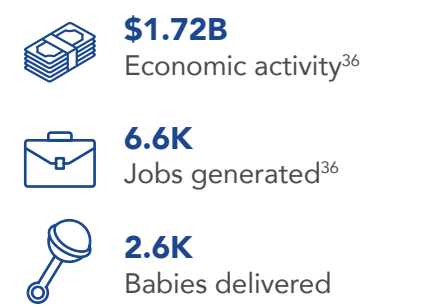 $1.72B
Economic activity36
6.6K
Jobs generated36
2.6K
Babies delivered